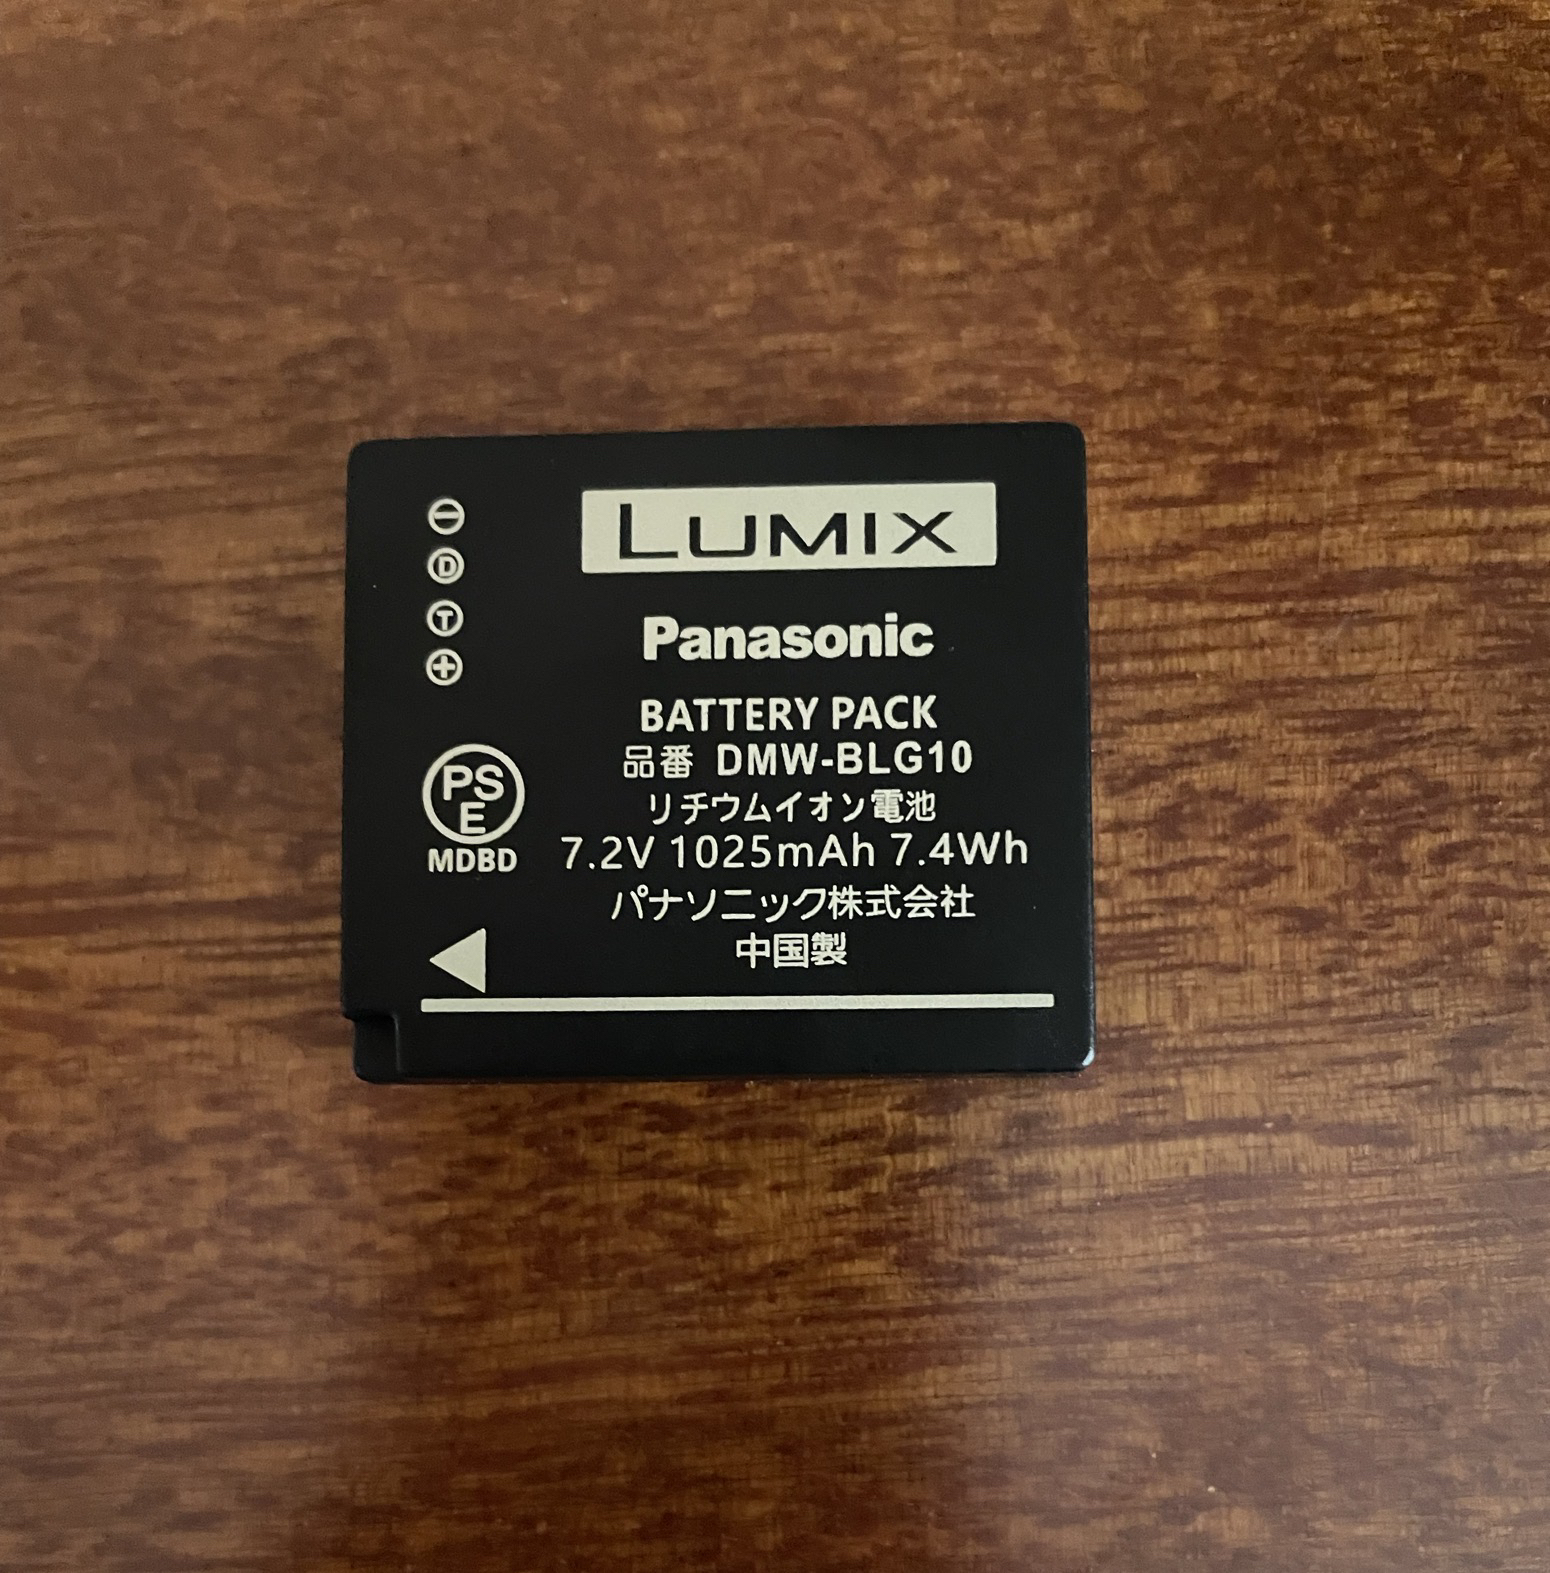 LUMIX
Panasonic
BATTERY PACK
品番 DMW-BLG10
リチウムイオン電池
7.2V 1025mAh 7.4Wh
パナソニック株式会社
中国製
⊖
D
T
⊕
PS
E
MDBD